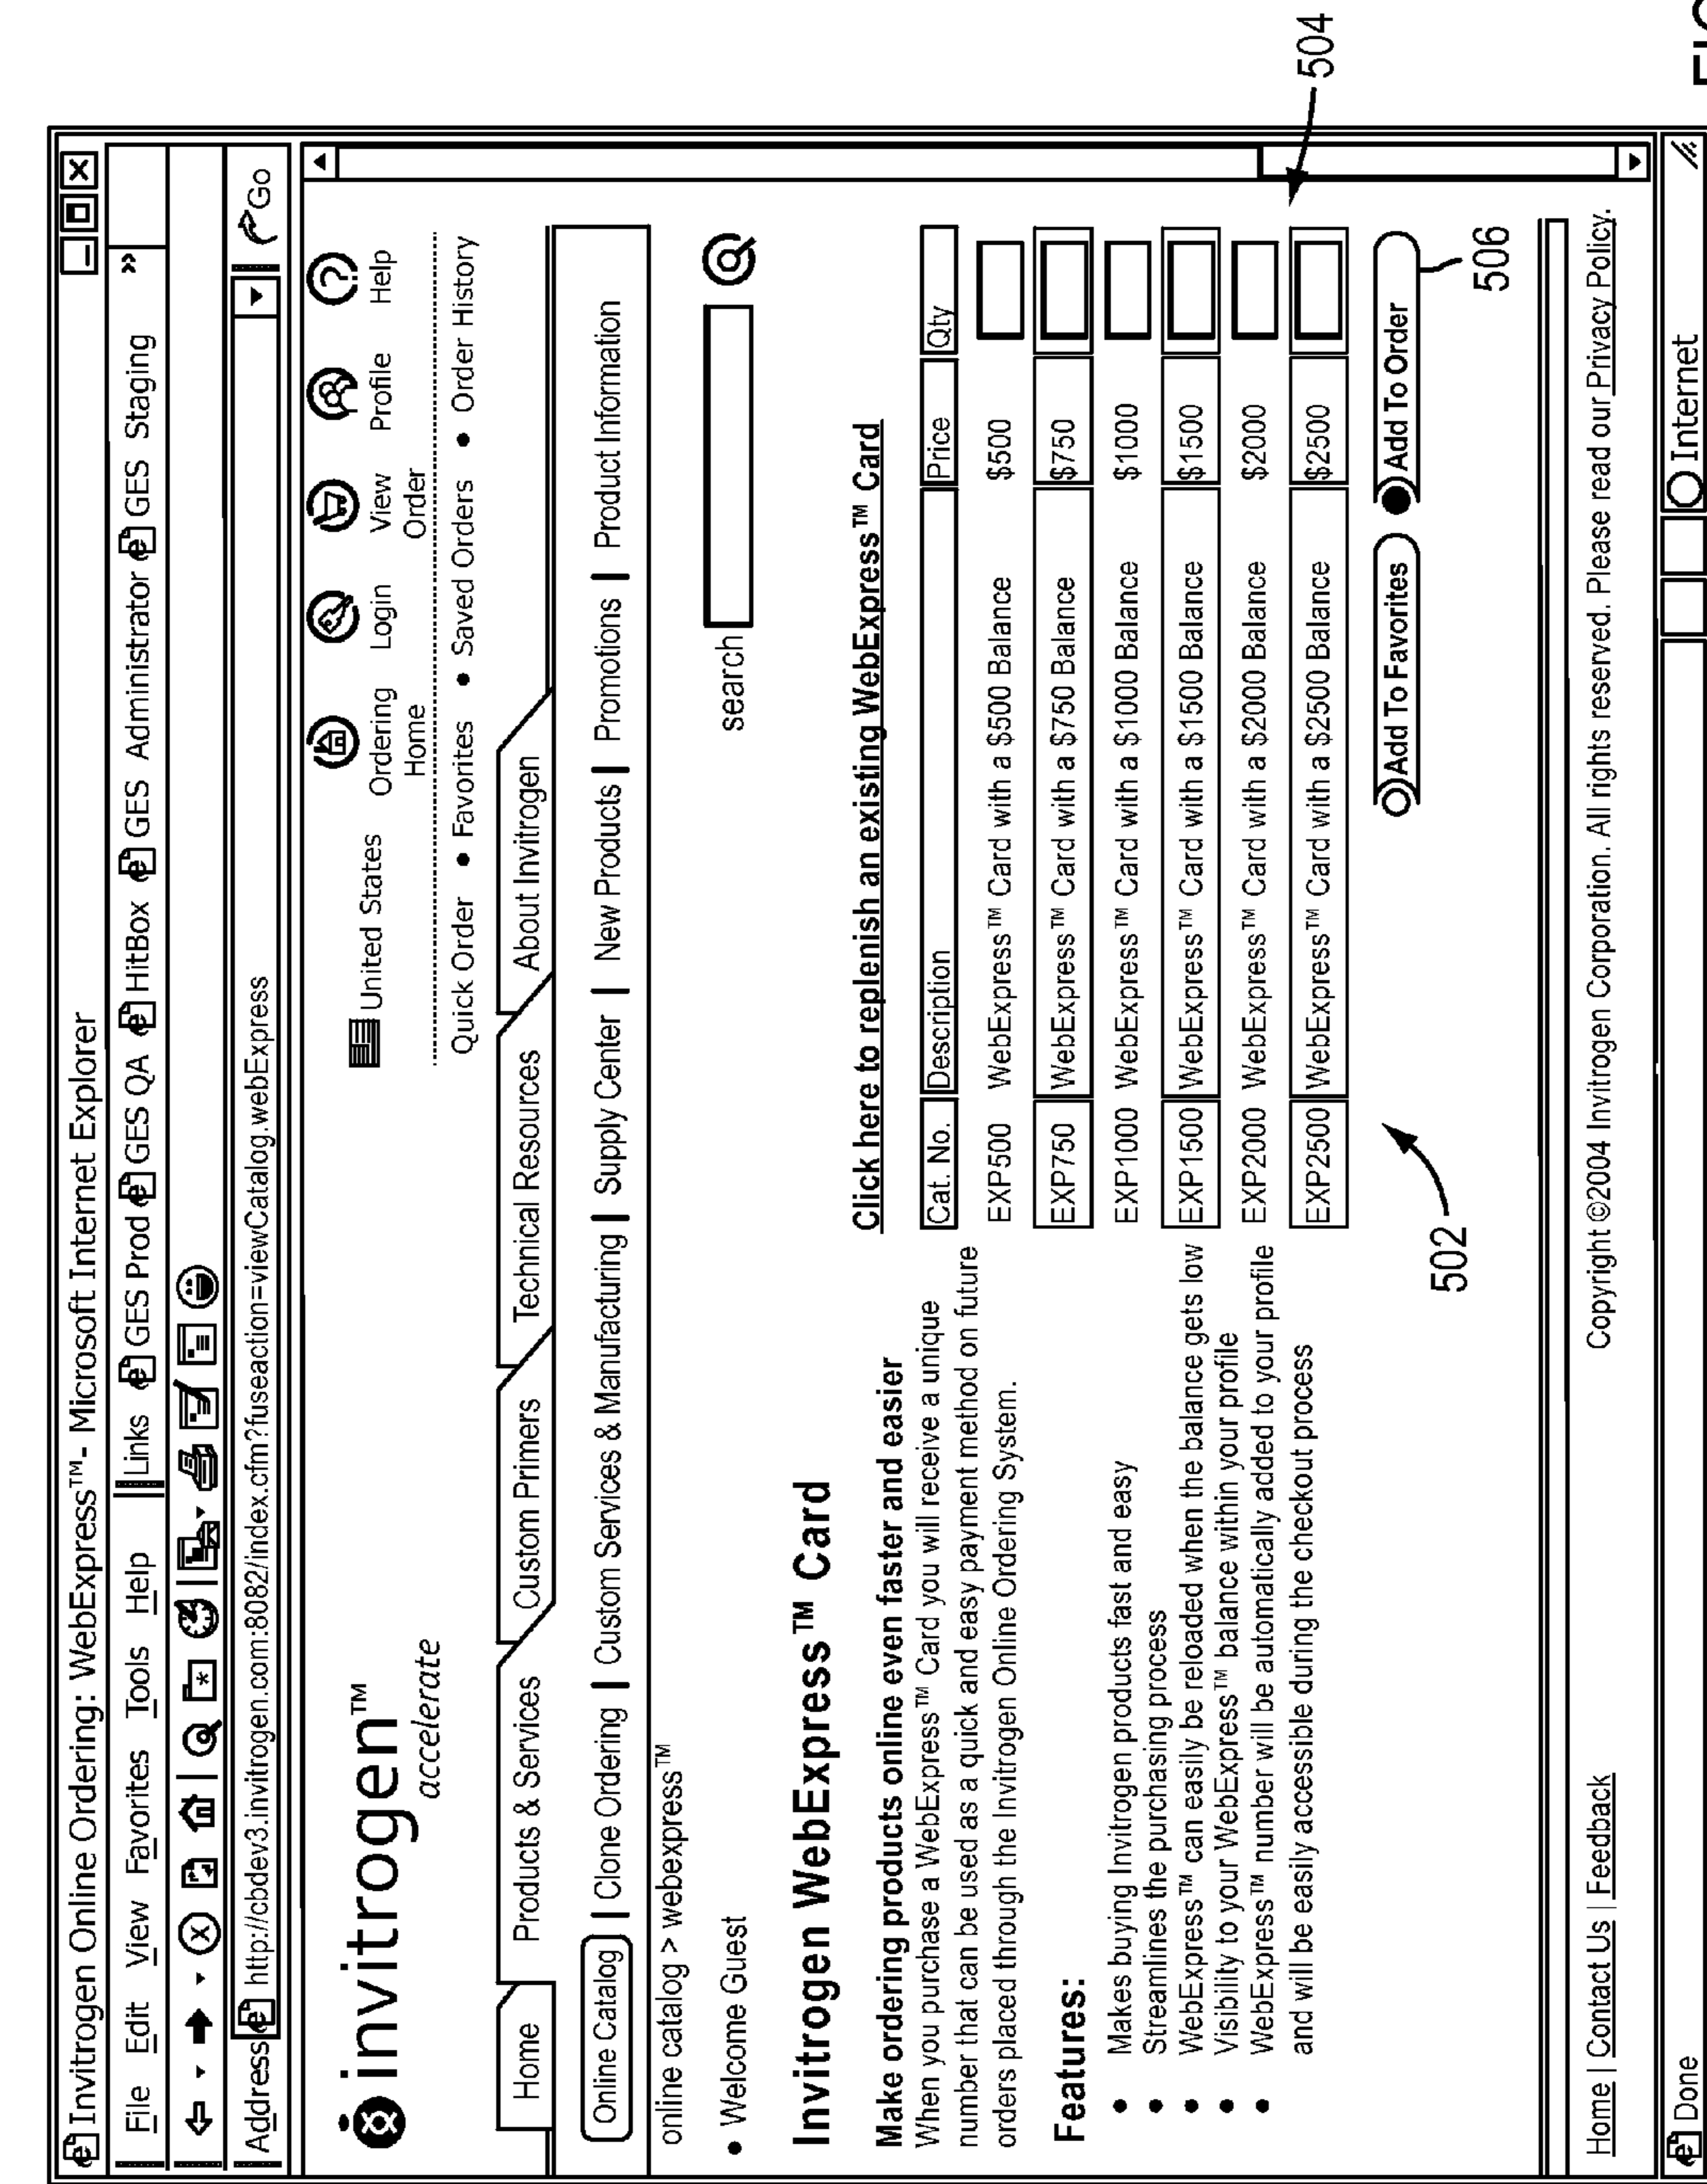 Invitrogen Online Ordering: WebExpress™- Microsoft Internet Explorer
File Edit View Favorites Tools Help Links GES Prod GES QA HitBox GES Administrator GES Staging »
Address http://cbdev3.invitrogen.com:8082/index.cfm?fuseaction=viewCatalog.webExpress Go
invitrogen™
accelerate
United States
Ordering Home
Login
View Order
Profile
Help
Quick Order • Favorites • Saved Orders • Order History
Home Products & Services Custom Primers Technical Resources About Invitrogen
Online Catalog | Clone Ordering | Custom Services & Manufacturing | Supply Center | New Products | Promotions | Product Information
online catalog > webexpress™
• Welcome Guest
search
Invitrogen WebExpress™ Card
Make ordering products online even faster and easier
When you purchase a WebExpress™ Card you will receive a unique
number that can be used as a quick and easy payment method on future
orders placed through the Invitrogen Online Ordering System.
Features:
• Makes buying Invitrogen products fast and easy
• Streamlines the purchasing process
• WebExpress™ can easily be reloaded when the balance gets low
• Visibility to your WebExpress™ balance within your profile
• WebExpress™ number will be automatically added to your profile
and will be easily accessible during the checkout process
Click here to replenish an existing WebExpress™ Card
Cat. No. Description Price Qty
EXP500 WebExpress™ Card with a $500 Balance $500
EXP750 WebExpress™ Card with a $750 Balance $750
EXP1000 WebExpress™ Card with a $1000 Balance $1000
EXP1500 WebExpress™ Card with a $1500 Balance $1500
EXP2000 WebExpress™ Card with a $2000 Balance $2000
EXP2500 WebExpress™ Card with a $2500 Balance $2500
504
Add To Favorites Add To Order
502
506
Home | Contact Us | Feedback
Copyright ©2004 Invitrogen Corporation. All rights reserved. Please read our Privacy Policy.
Done Internet